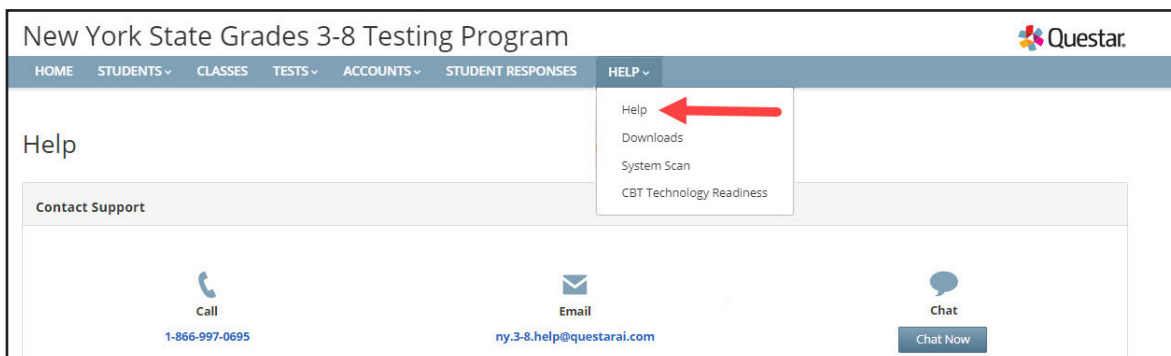 New York State Grades 3-8 Testing Program
Questar.
HOME STUDENTS CLASSES TESTS ACCOUNTS STUDENT RESPONSES HELP
Help
Downloads
System Scan
CBT Technology Readiness
Help
Contact Support
Call
1-866-997-0695
Email
ny.3-8.help@questarai.com
Chat
Chat Now